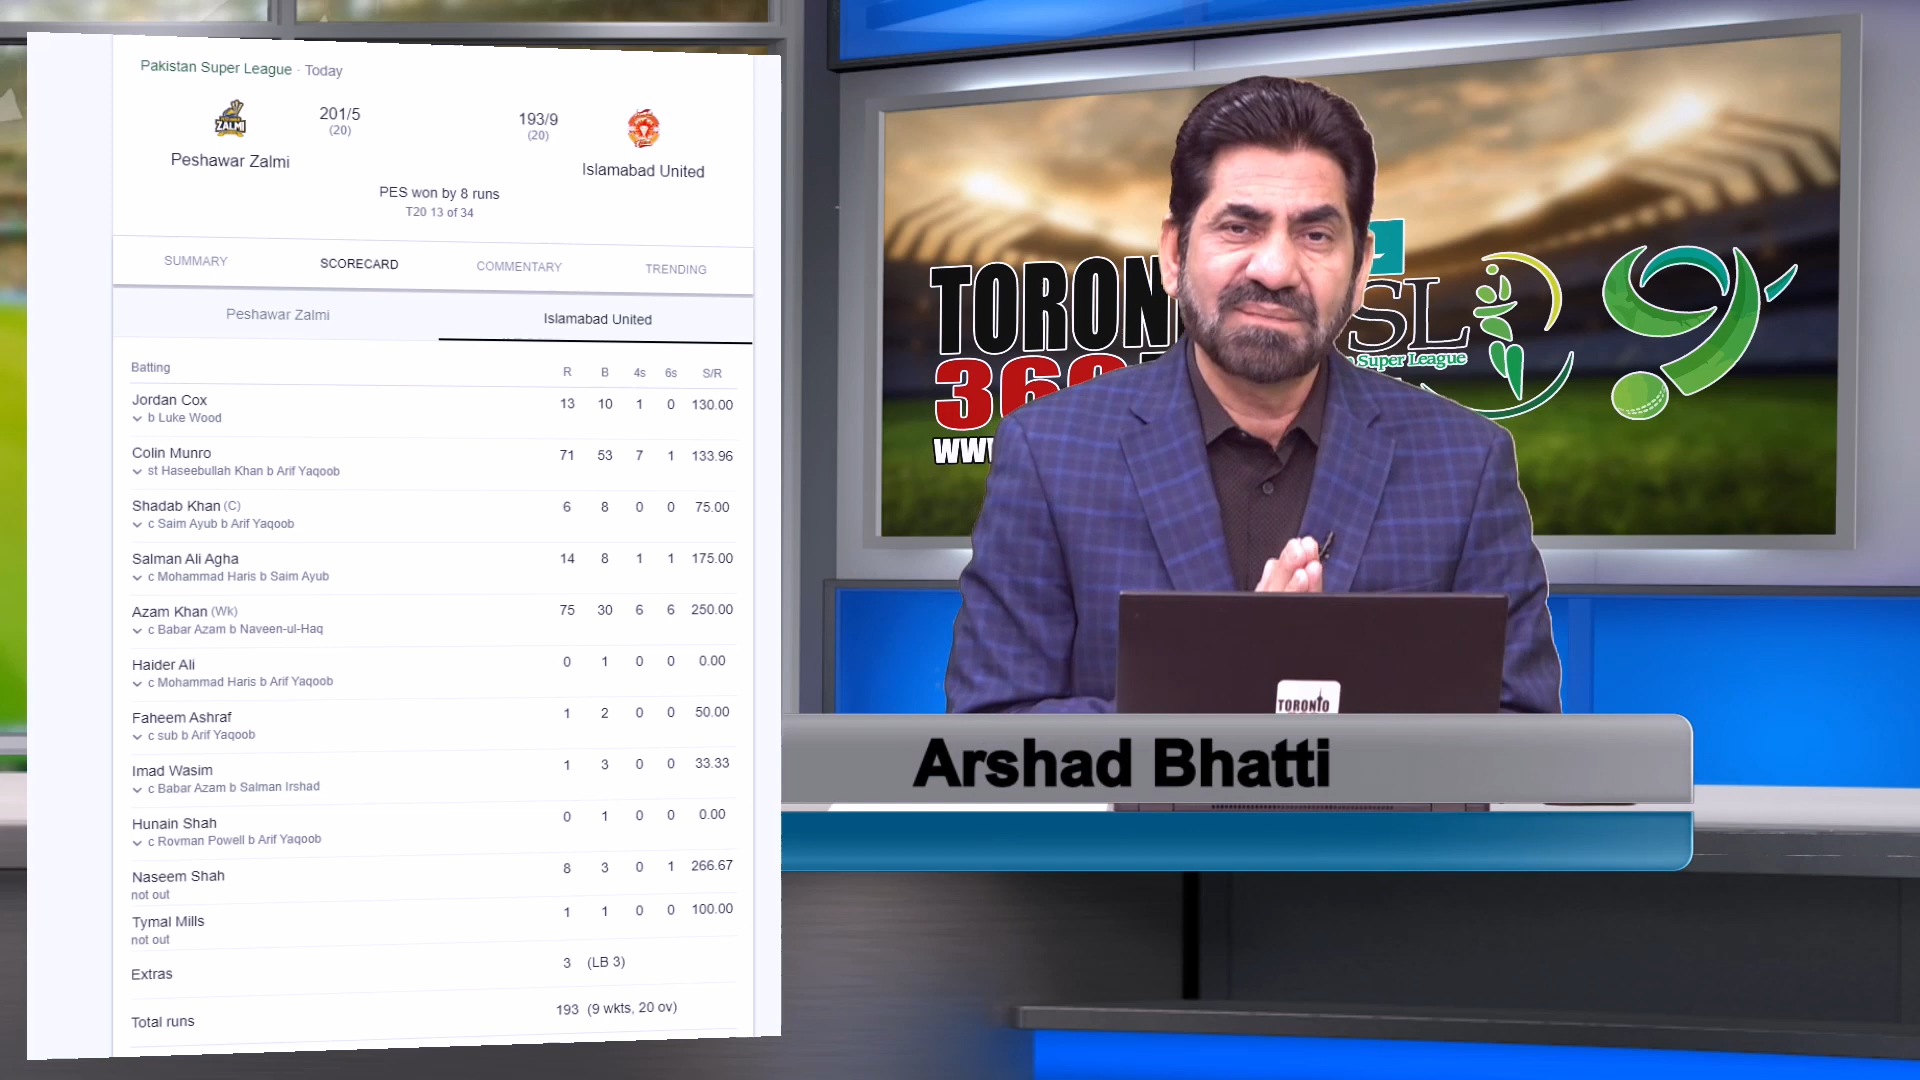 Pakistan Super League · Today
201/5
(20)
Peshawar Zalmi
193/9
(20)
Islamabad United
ZALMI
PES won by 8 runs
T20 13 of 34
SUMMARY SCORECARD COMMENTARY TRENDING
Peshawar Zalmi Islamabad United
Batting R B 4s 6s S/R
Jordan Cox 13 10 1 0 130.00
b Luke Wood
Colin Munro 71 53 7 1 133.96
st Haseebullah Khan b Arif Yaqoob
Shadab Khan (C) 6 8 0 0 75.00
c Saim Ayub b Arif Yaqoob
Salman Ali Agha 14 8 1 1 175.00
c Mohammad Haris b Saim Ayub
Azam Khan (Wk) 75 30 6 6 250.00
c Babar Azam b Naveen-ul-Haq
Haider Ali 0 1 0 0 0.00
c Mohammad Haris b Arif Yaqoob
Faheem Ashraf 1 2 0 0 50.00
c sub b Arif Yaqoob
Imad Wasim 1 3 0 0 33.33
c Babar Azam b Salman Irshad
Hunain Shah 0 1 0 0 0.00
c Rovman Powell b Arif Yaqoob
Naseem Shah 8 3 0 1 266.67
not out
Tymal Mills 1 1 0 0 100.00
not out
Extras 3 (LB 3)
Total runs 193 (9 wkts, 20 ov)
TORON
360
WW
SL
Super League
9
TORONTO
Arshad Bhatti